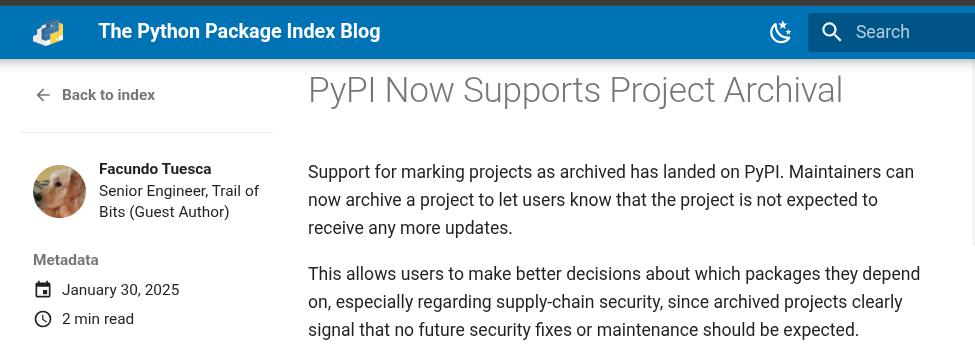 The Python Package Index Blog
Search
Back to index
Facundo Tuesca
Senior Engineer, Trail of
Bits (Guest Author)
Metadata
January 30, 2025
2 min read
PyPI Now Supports Project Archival
Support for marking projects as archived has landed on PyPI. Maintainers can
now archive a project to let users know that the project is not expected to
receive any more updates.
This allows users to make better decisions about which packages they depend
on, especially regarding supply-chain security, since archived projects clearly
signal that no future security fixes or maintenance should be expected.